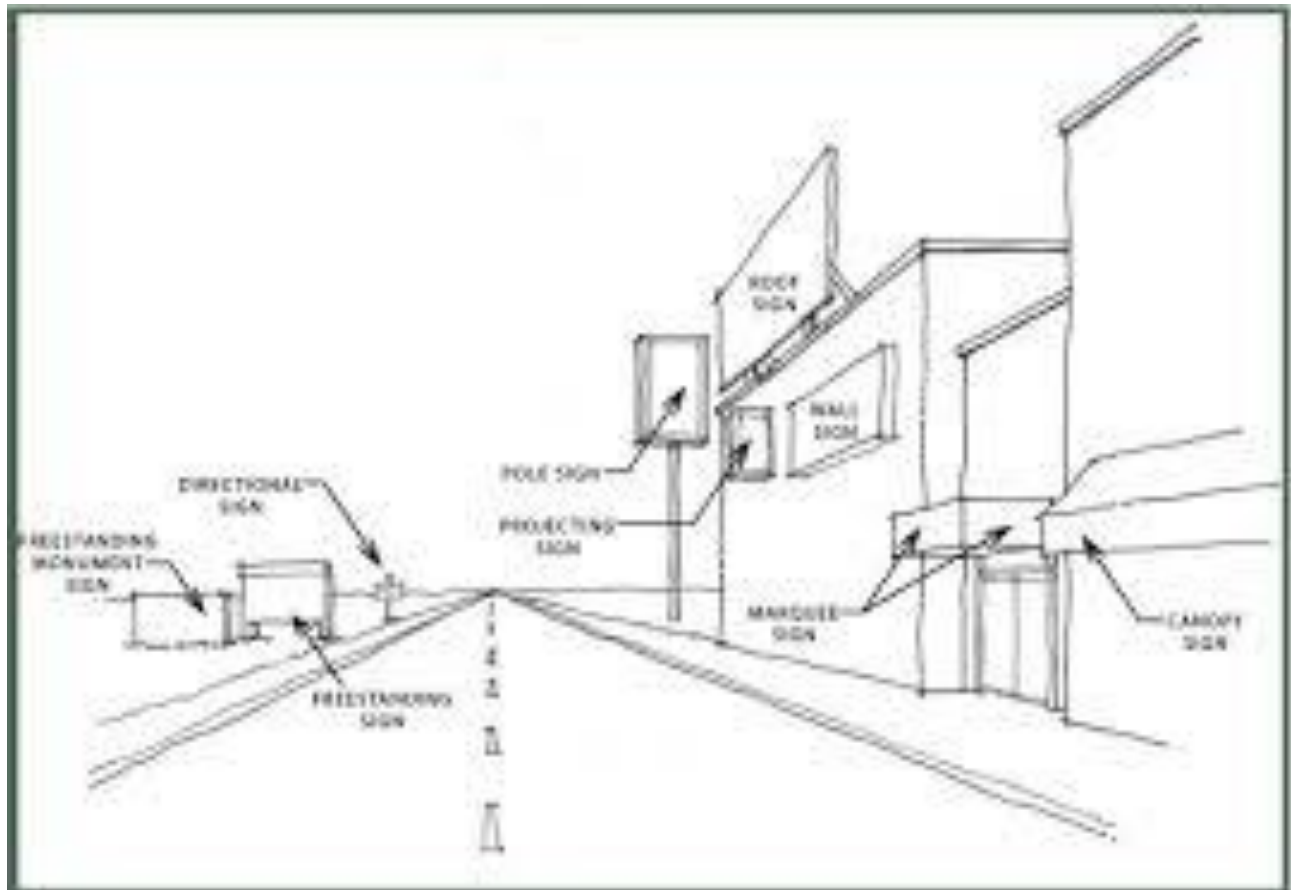 ROOF
SIGN
WALL
SIGN
POLE SIGN
DIRECTIONAL
SIGN
PROJECTING
SIGN
FREESTANDING
MONUMENT
SIGN
MARQUEE
SIGN
CANOPY
SIGN
FREESTANDING
SIGN